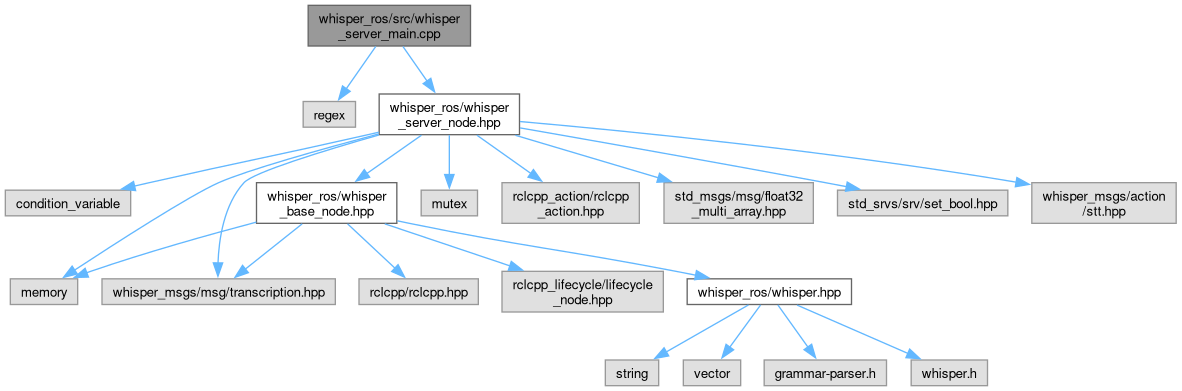 whisper_ros/src/whisper
_server_main.cpp
regex
whisper_ros/whisper
_server_node.hpp
condition_variable
whisper_ros/whisper
_base_node.hpp
mutex
rclcpp_action/rclcpp
_action.hpp
std_msgs/msg/float32
_multi_array.hpp
std_srvs/srv/set_bool.hpp
whisper_msgs/action
/stt.hpp
memory
whisper_msgs/msg/transcription.hpp
rclcpp/rclcpp.hpp
rclcpp_lifecycle/lifecycle
_node.hpp
whisper_ros/whisper.hpp
string
vector
grammar-parser.h
whisper.h